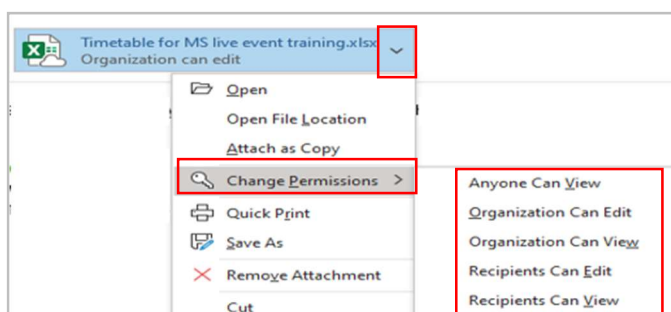 Timetable for MS live event training.xlsx
Organization can edit
Open
Open File Location
Attach as Copy
Change Permissions >
Quick Print
Save As
Remove Attachment
Cut
Anyone Can View
Organization Can Edit
Organization Can View
Recipients Can Edit
Recipients Can View